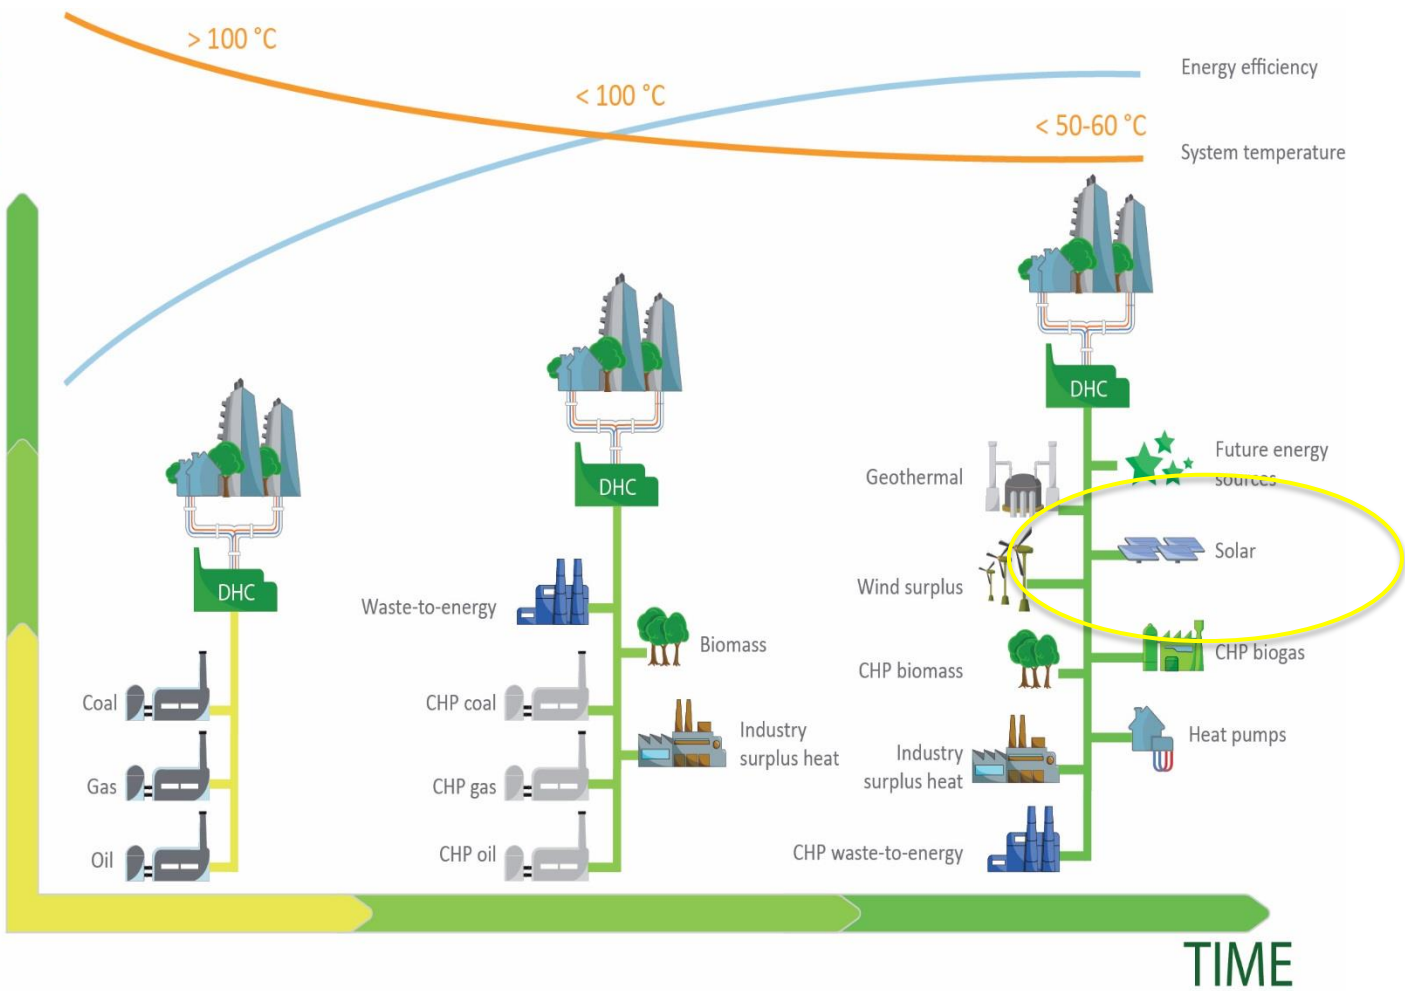 > 100 °C
< 100 °C
< 50-60 °C
Energy efficiency
System temperature
DHC
Coal
Gas
Oil
DHC
Waste-to-energy
Biomass
CHP coal
Industry
surplus heat
CHP gas
CHP oil
DHC
Geothermal
Future energy
sources
Solar
Wind surplus
CHP biogas
CHP biomass
Heat pumps
Industry
surplus heat
CHP waste-to-energy
TIME